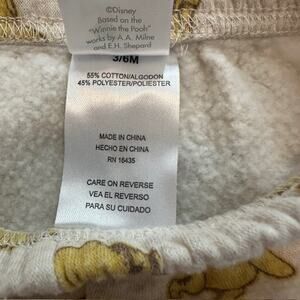 ©Disney
Based on the
"Winnie the Pooh"
works by A.A. Milne
and E.H. Shepard
3/6M
55% COTTON/ALGODON
45% POLYESTER/POLIESTER
MADE IN CHINA
HECHO EN CHINA
RN 16435
CARE ON REVERSE
VEA EL REVERSO
PARA SU CUIDADO